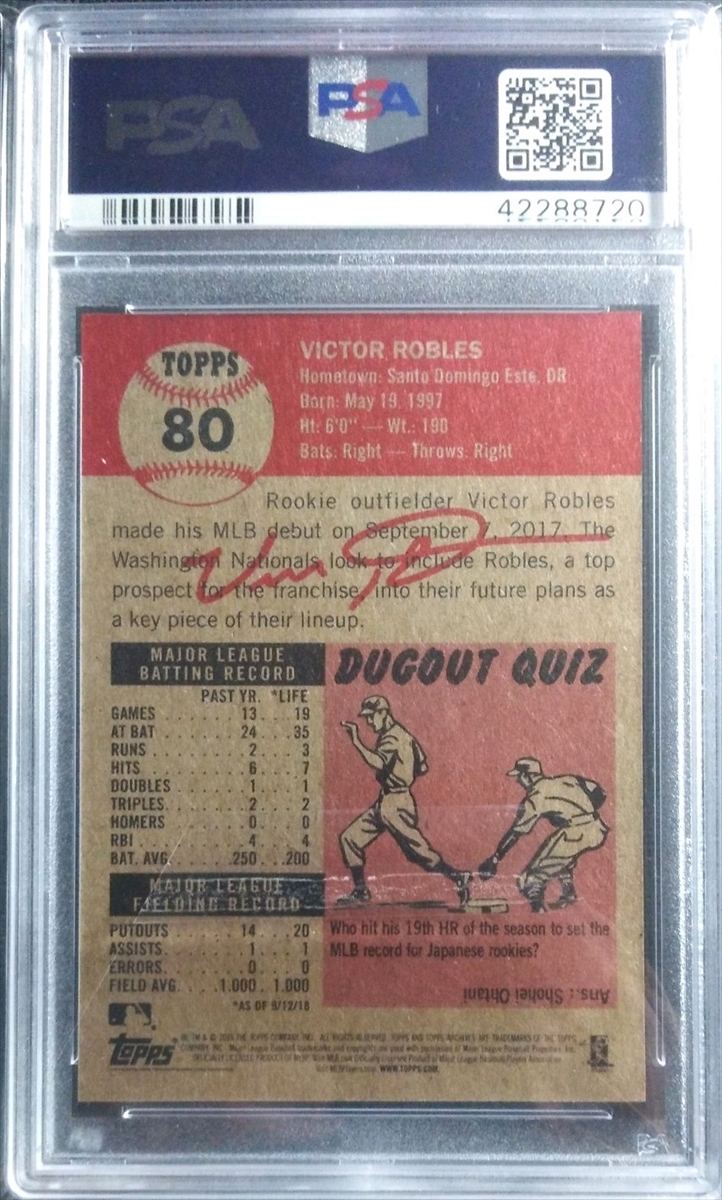 PSA
PSA
42288720
TOPPS
80
VICTOR ROBLES
Hometown: Santo Domingo Este, DR
Born: May 19, 1997
Ht: 6'0" — Wt.: 190
Bats: Right — Throws: Right
Rookie outfielder Victor Robles
made his MLB debut on September 7, 2017. The
Washington Nationals look to include Robles, a top
prospect for the franchise, into their future plans as
a key piece of their lineup.
MAJOR LEAGUE
BATTING RECORD
PAST YR. *LIFE
GAMES . . . . . . . 13 . . . 19
AT BAT . . . . . . . 24 . . . 35
RUNS . . . . . . . . . 2 . . . . 3
HITS . . . . . . . . . 6 . . . . 7
DOUBLES . . . . . . 1 . . . . 1
TRIPLES . . . . . . . 2 . . . . 2
HOMERS . . . . . . 0 . . . . 0
RBI . . . . . . . . . . 4 . . . . 4
BAT. AVG. . . . . .250 . .200
MAJOR LEAGUE
FIELDING RECORD
PUTOUTS . . . . . 14 . . . 20
ASSISTS . . . . . . . 1 . . . . 1
ERRORS. . . . . . . 0 . . . . 0
FIELD AVG. . . . .1.000 . 1.000
*AS OF 9/12/18
DUGOUT QUIZ
Who hit his 19th HR of the season to set the
MLB record for Japanese rookies?
Ans.: Shohei Ohtani
TOPPS
WWW.TOPPS.COM
PSA